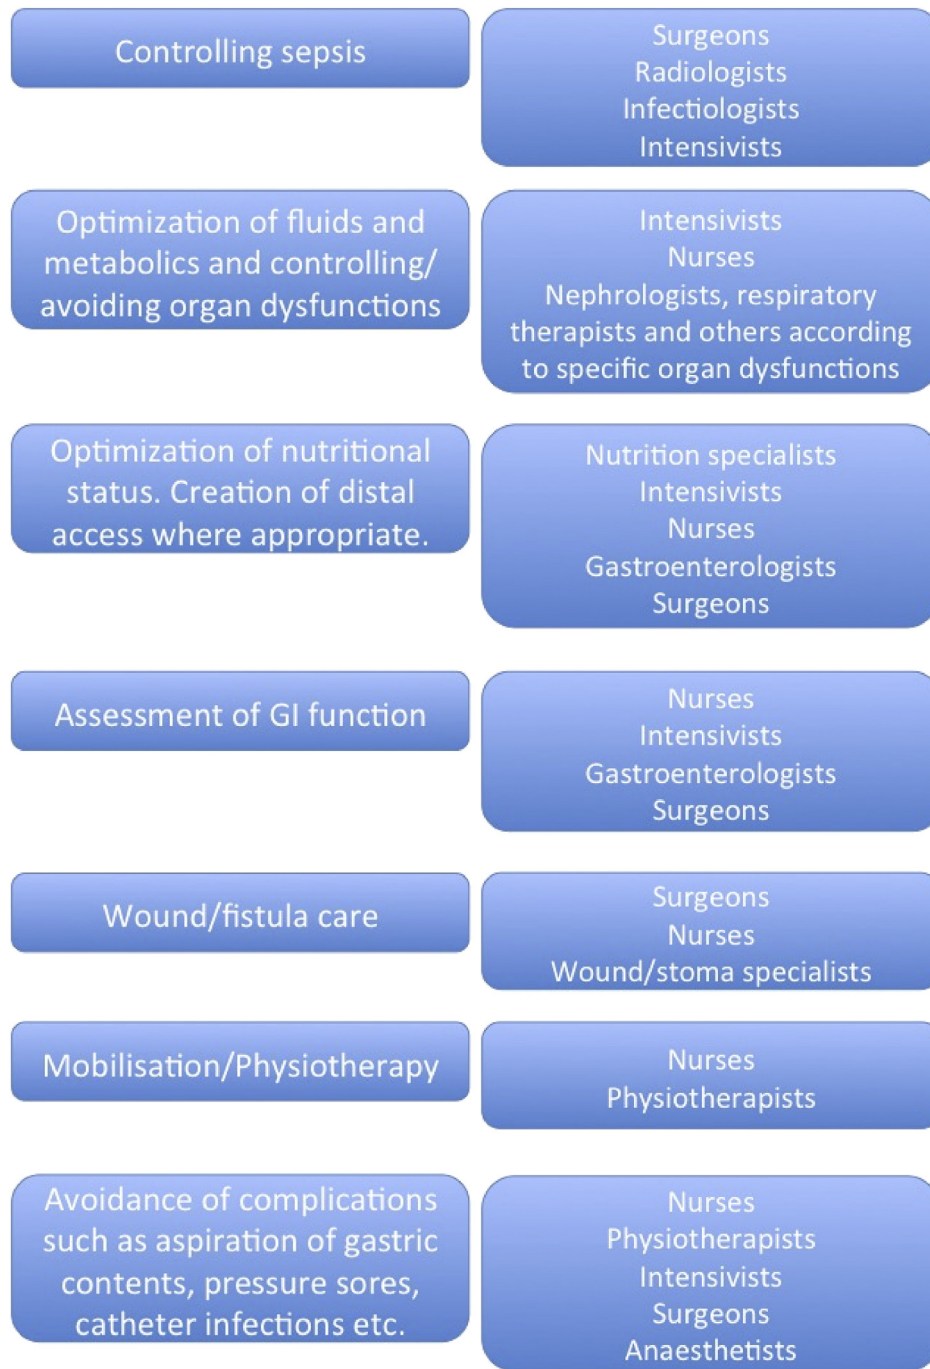 Controlling sepsis
Surgeons
Radiologists
Infectiologists
Intensivists
Optimization of fluids and
metabolics and controlling/
avoiding organ dysfunctions
Intensivists
Nurses
Nephrologists, respiratory
therapists and others according
to specific organ dysfunctions
Optimization of nutritional
status. Creation of distal
access where appropriate.
Nutrition specialists
Intensivists
Nurses
Gastroenterologists
Surgeons
Assessment of GI function
Nurses
Intensivists
Gastroenterologists
Surgeons
Wound/fistula care
Surgeons
Nurses
Wound/stoma specialists
Mobilisation/Physiotherapy
Nurses
Physiotherapists
Avoidance of complications
such as aspiration of gastric
contents, pressure sores,
catheter infections etc.
Nurses
Physiotherapists
Intensivists
Surgeons
Anaesthetists